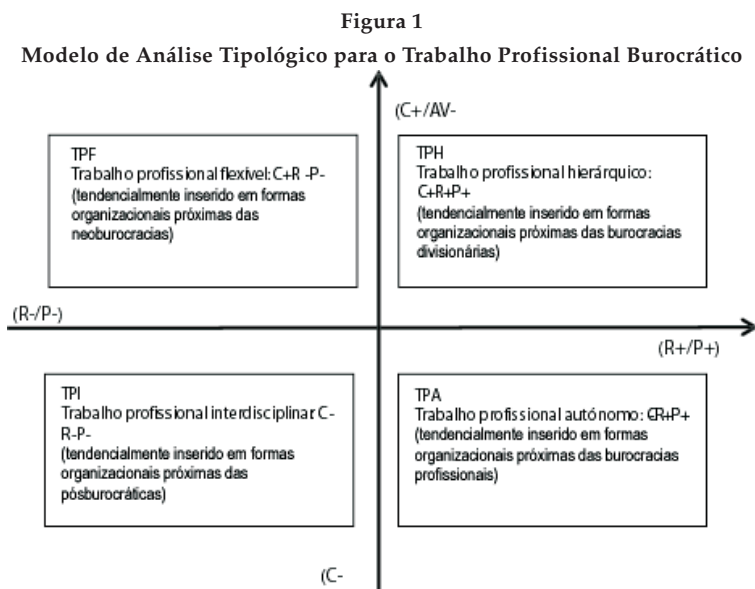 Figura 1
Modelo de Análise Tipológico para o Trabalho Profissional Burocrático
(C+/AV-
TPF
Trabalho profissional flexível: C+R -P-
(tendencialmente inserido em formas
organizacionais próximas das
neoburocracias)
TPH
Trabalho profissional hierárquico:
C+R+P+
(tendencialmente inserido em formas
organizacionais próximas das burocracias
divisionárias)
(R-/P-)
(R+/P+)
TPI
Trabalho profissional interdisciplinar: C-
R-P-
(tendencialmente inserido em formas
organizacionais próximas das
pósburocráticas)
TPA
Trabalho profissional autónomo: C-R+P+
(tendencialmente inserido em formas
organizacionais próximas das burocracias
profissionais)
(C-